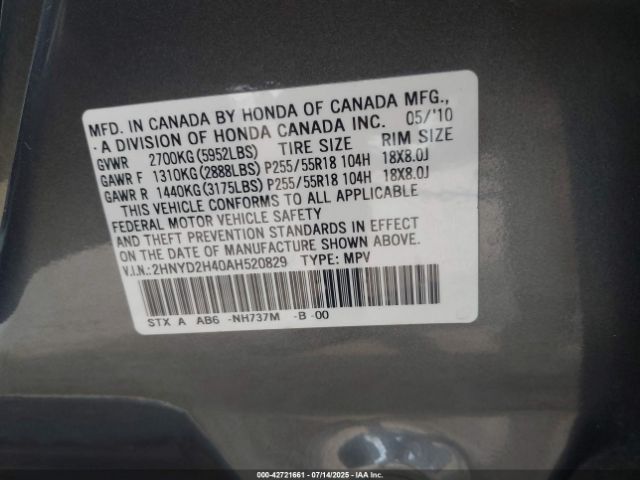 MFD. IN CANADA BY HONDA OF CANADA MFG.,
A DIVISION OF HONDA CANADA INC. 05/'10
GVWR 2700KG(5952LBS) TIRE SIZE RIM SIZE
GAWR F 1310KG(2888LBS) P255/55R18 104H 18X8.0J
GAWR R 1440KG(3175LBS) P255/55R18 104H 18X8.0J
THIS VEHICLE CONFORMS TO ALL APPLICABLE
FEDERAL MOTOR VEHICLE SAFETY
AND THEFT PREVENTION STANDARDS IN EFFECT
ON THE DATE OF MANUFACTURE SHOWN ABOVE.
V.I.N.:2HNYD2H40AH520829 TYPE: MPV
STX A AB6 -NH737M -B -00
000-42721661 - 07/14/2025 - IAA Inc.